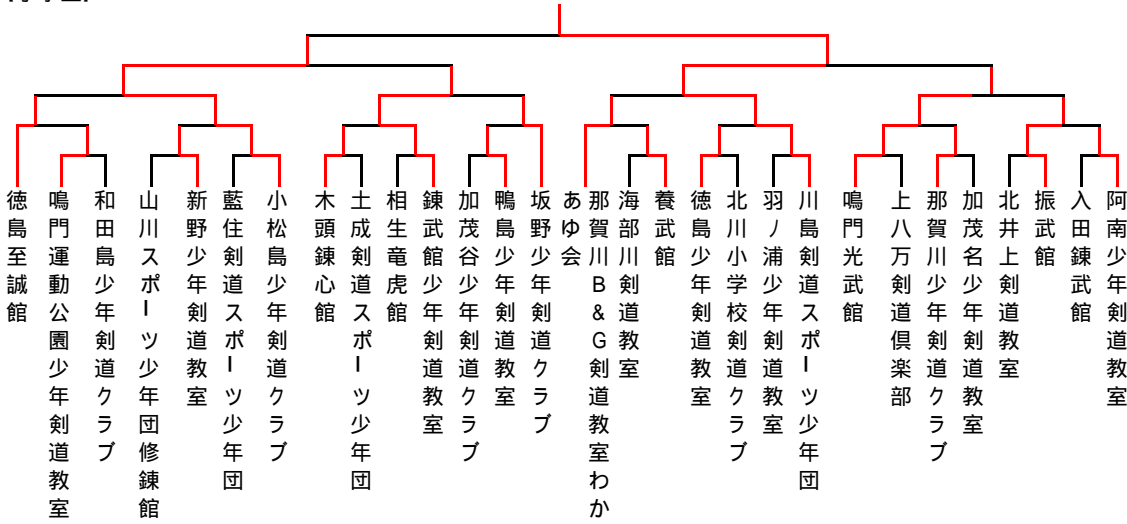 徳島至誠館
鳴門運動公園少年剣道教室
和田島少年剣道クラブ
山川スポーツ少年団修錬館
新野少年剣道教室
藍住剣道スポーツ少年団
小松島少年剣道クラブ
木頭錬心館
土成剣道スポーツ少年団
相生竜虎館
錬武館少年剣道教室
加茂谷少年剣道クラブ
鴨島少年剣道教室
坂野少年剣道クラブ
あゆ会
那賀川B&G剣道教室わか
海部川剣道教室
養武館
徳島少年剣道教室
北川小学校剣道クラブ
羽ノ浦少年剣道教室
川島剣道スポーツ少年団
鳴門光武館
上八万剣道倶楽部
那賀川少年剣道クラブ
加茂名少年剣道教室
北井上剣道教室
振武館
入田錬武館
阿南少年剣道教室